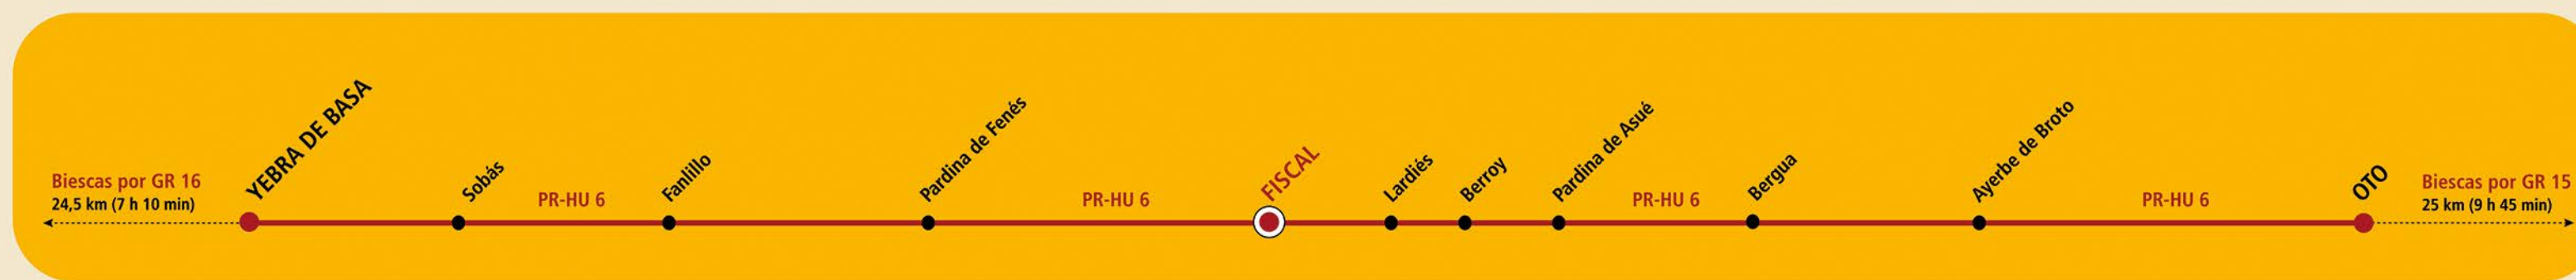 Biescas por GR 16
24,5 km (7 h 10 min)
YEBRA DE BASA
Sobás
PR-HU 6
Fanlillo
Pardina de Fenés
PR-HU 6
FISCAL
Lardiés
Berroy
Pardina de Asué
PR-HU 6
Bergua
Ayerbe de Broto
PR-HU 6
OTO
Biescas por GR 15
25 km (9 h 45 min)